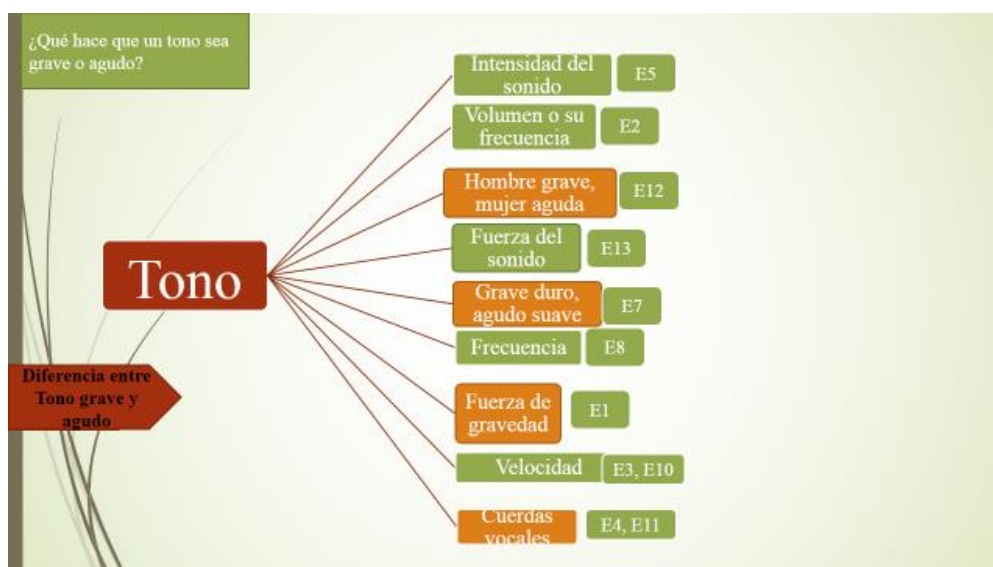 ¿Qué hace que un tono sea
grave o agudo?
Intensidad del
sonido
E5
Volumen o su
frecuencia
E2
Hombre grave,
mujer aguda
E12
Fuerza del
sonido
E13
Tono
Grave duro,
agudo suave
E7
Frecuencia
E8
Diferencia entre
Tono grave y
agudo
Fuerza de
gravedad
E1
Velocidad
E3, E10
Cuerdas
vocales
E4, E11